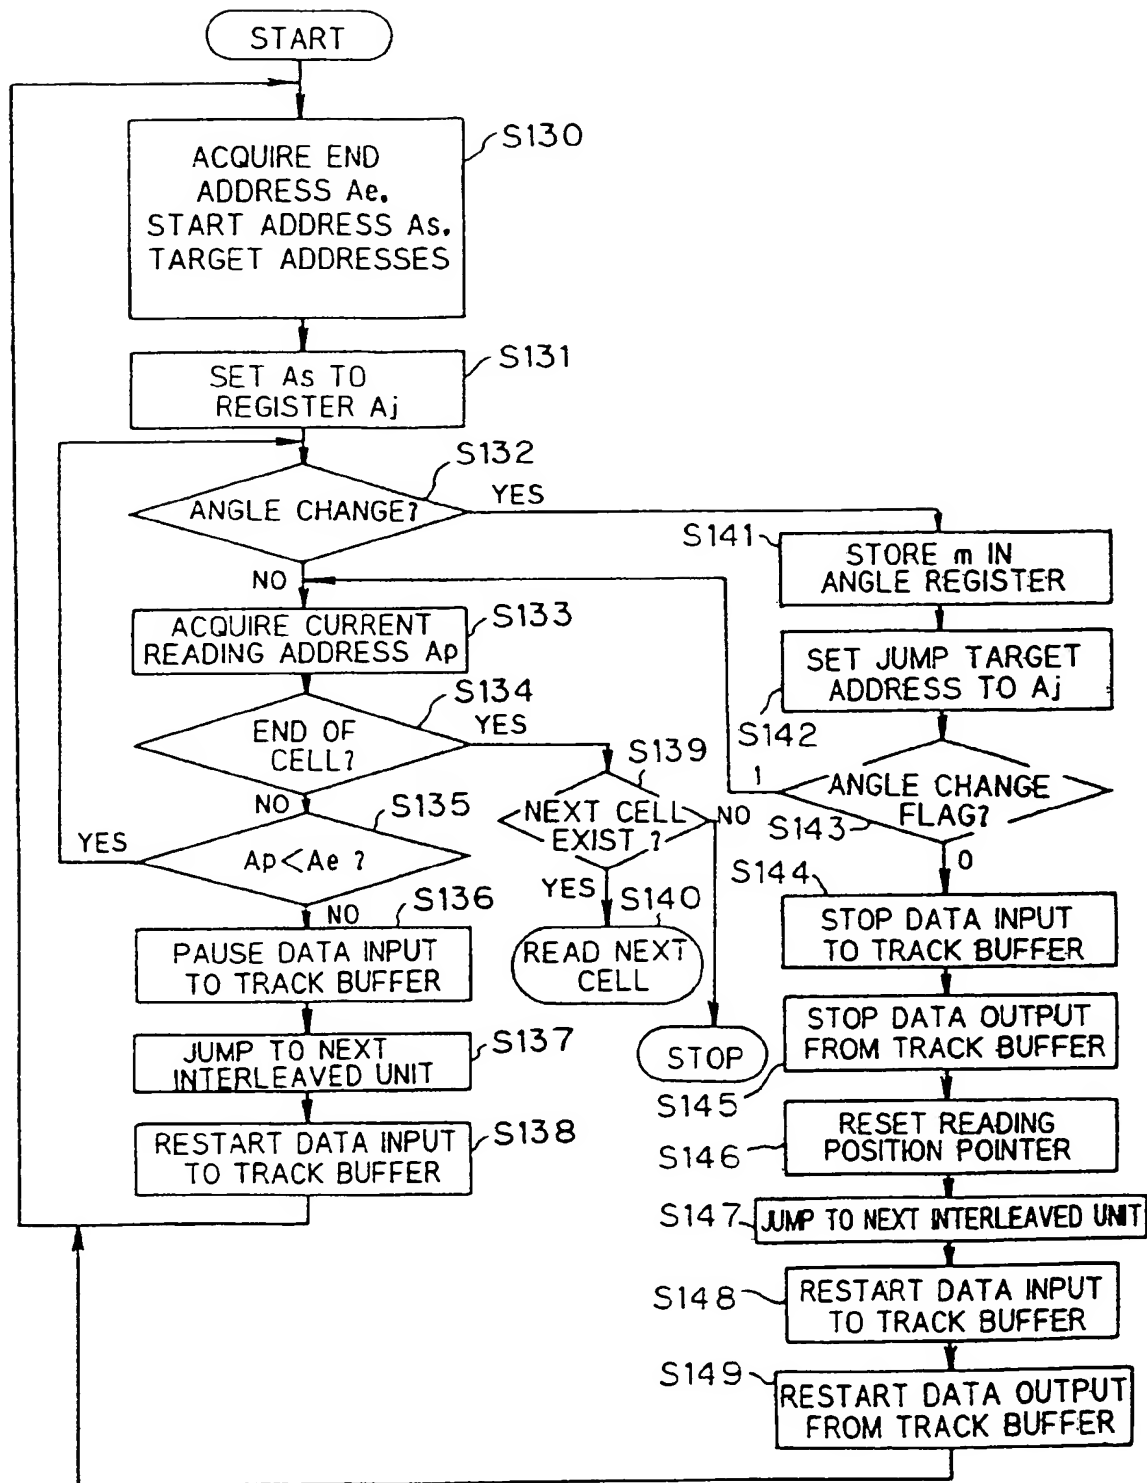 START
S130
ACQUIRE END
ADDRESS Ae.
START ADDRESS As.
TARGET ADDRESSES
S131
SET As TO
REGISTER Aj
S132
ANGLE CHANGE?
YES
NO
S133
ACQUIRE CURRENT
READING ADDRESS Ap
S134
END OF
CELL?
YES
NO
S135
Ap<Ae ?
YES
NO
S136
PAUSE DATA INPUT
TO TRACK BUFFER
S137
JUMP TO NEXT
INTERLEAVED UNIT
S138
RESTART DATA INPUT
TO TRACK BUFFER
S139
NEXT CELL
EXIST ?
NO
YES
S140
READ NEXT
CELL
STOP
S141
STORE m IN
ANGLE REGISTER
SET JUMP TARGET
ADDRESS TO Aj
S142
1
ANGLE CHANGE
FLAG?
S143
0
S144
STOP DATA INPUT
TO TRACK BUFFER
STOP DATA OUTPUT
FROM TRACK BUFFER
S145
RESET READING
POSITION POINTER
S146
S147
JUMP TO NEXT INTERLEAVED UNIT
S148
RESTART DATA INPUT
TO TRACK BUFFER
S149
RESTART DATA OUTPUT
FROM TRACK BUFFER